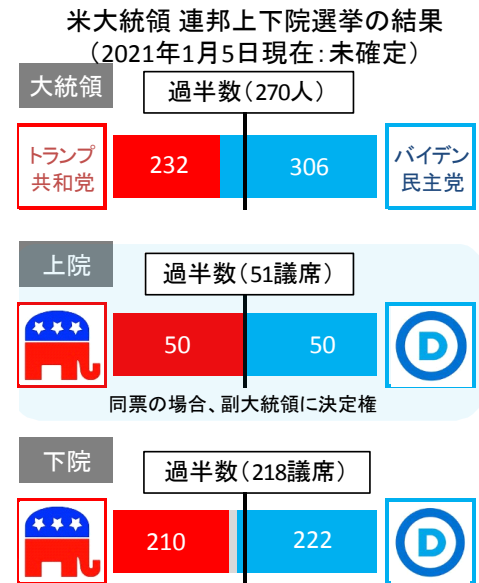 米大統領 連邦上下院選挙の結果
（2021年1月5日現在：未確定）
大統領
過半数（270人）
トランプ
共和党
232
306
バイデン
民主党
上院
過半数（51議席）
50
50
D
同票の場合、副大統領に決定権
下院
過半数（218議席）
210
222
D